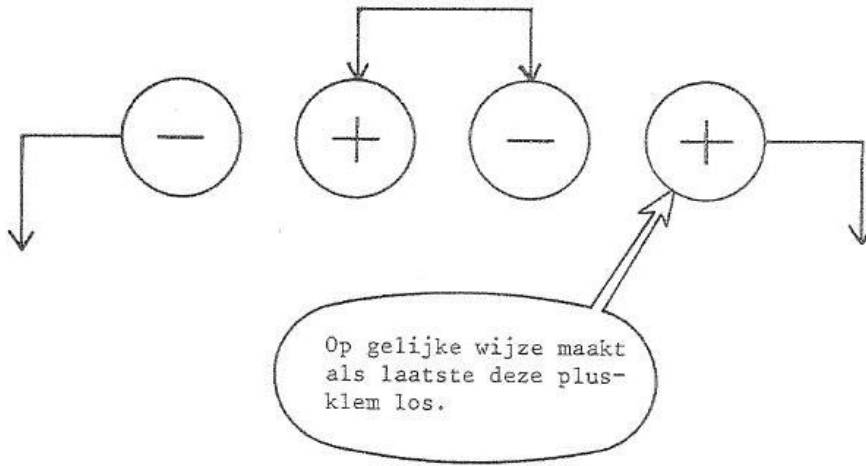 − + − +
Op gelijke wijze maakt
als laatste deze plus-
klem los.